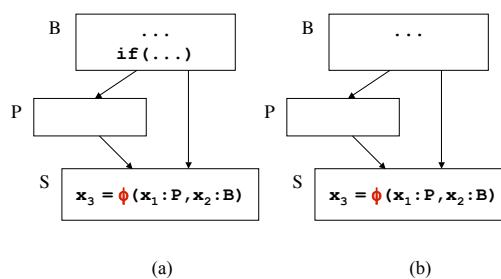 B
...
if(...)
P
S
x₃ = ϕ(x₁:P,x₂:B)
(a)
B
...
P
S
x₃ = ϕ(x₁:P,x₂:B)
(b)